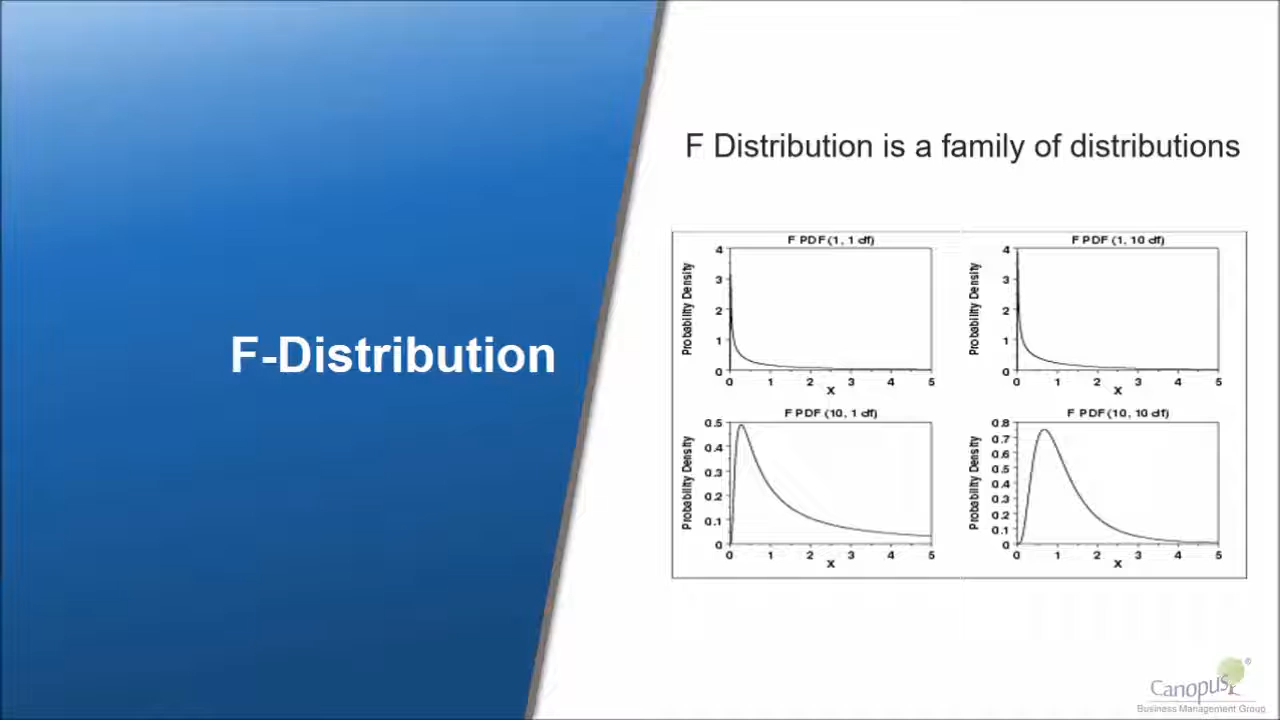 F Distribution is a family of distributions
F-Distribution
F PDF (1, 1 df)
Probability Density
4
3
2
1
0
0 1 2 3 4 5
X
F PDF (1, 10 df)
Probability Density
4
3
2
1
0
0 1 2 3 4 5
X
F PDF (10, 1 df)
Probability Density
0.5
0.4
0.3
0.2
0.1
0
0 1 2 3 4 5
X
F PDF (10, 10 df)
Probability Density
0.8
0.7
0.6
0.5
0.4
0.3
0.2
0.1
0
0 1 2 3 4 5
X
Canopus®
Business Management Group